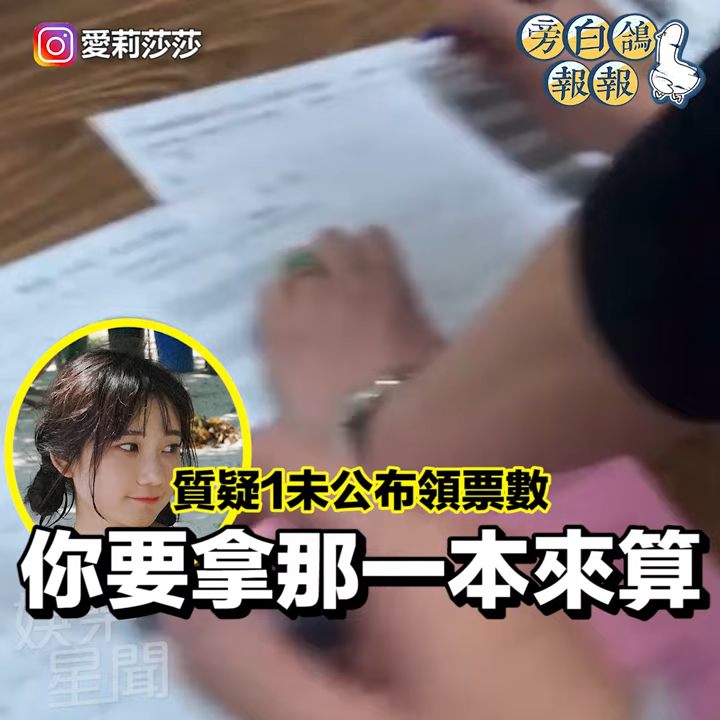 愛莉莎莎
旁白鴿
報報
質疑1未公布領票數
你要拿那一本來算
娛樂
星聞